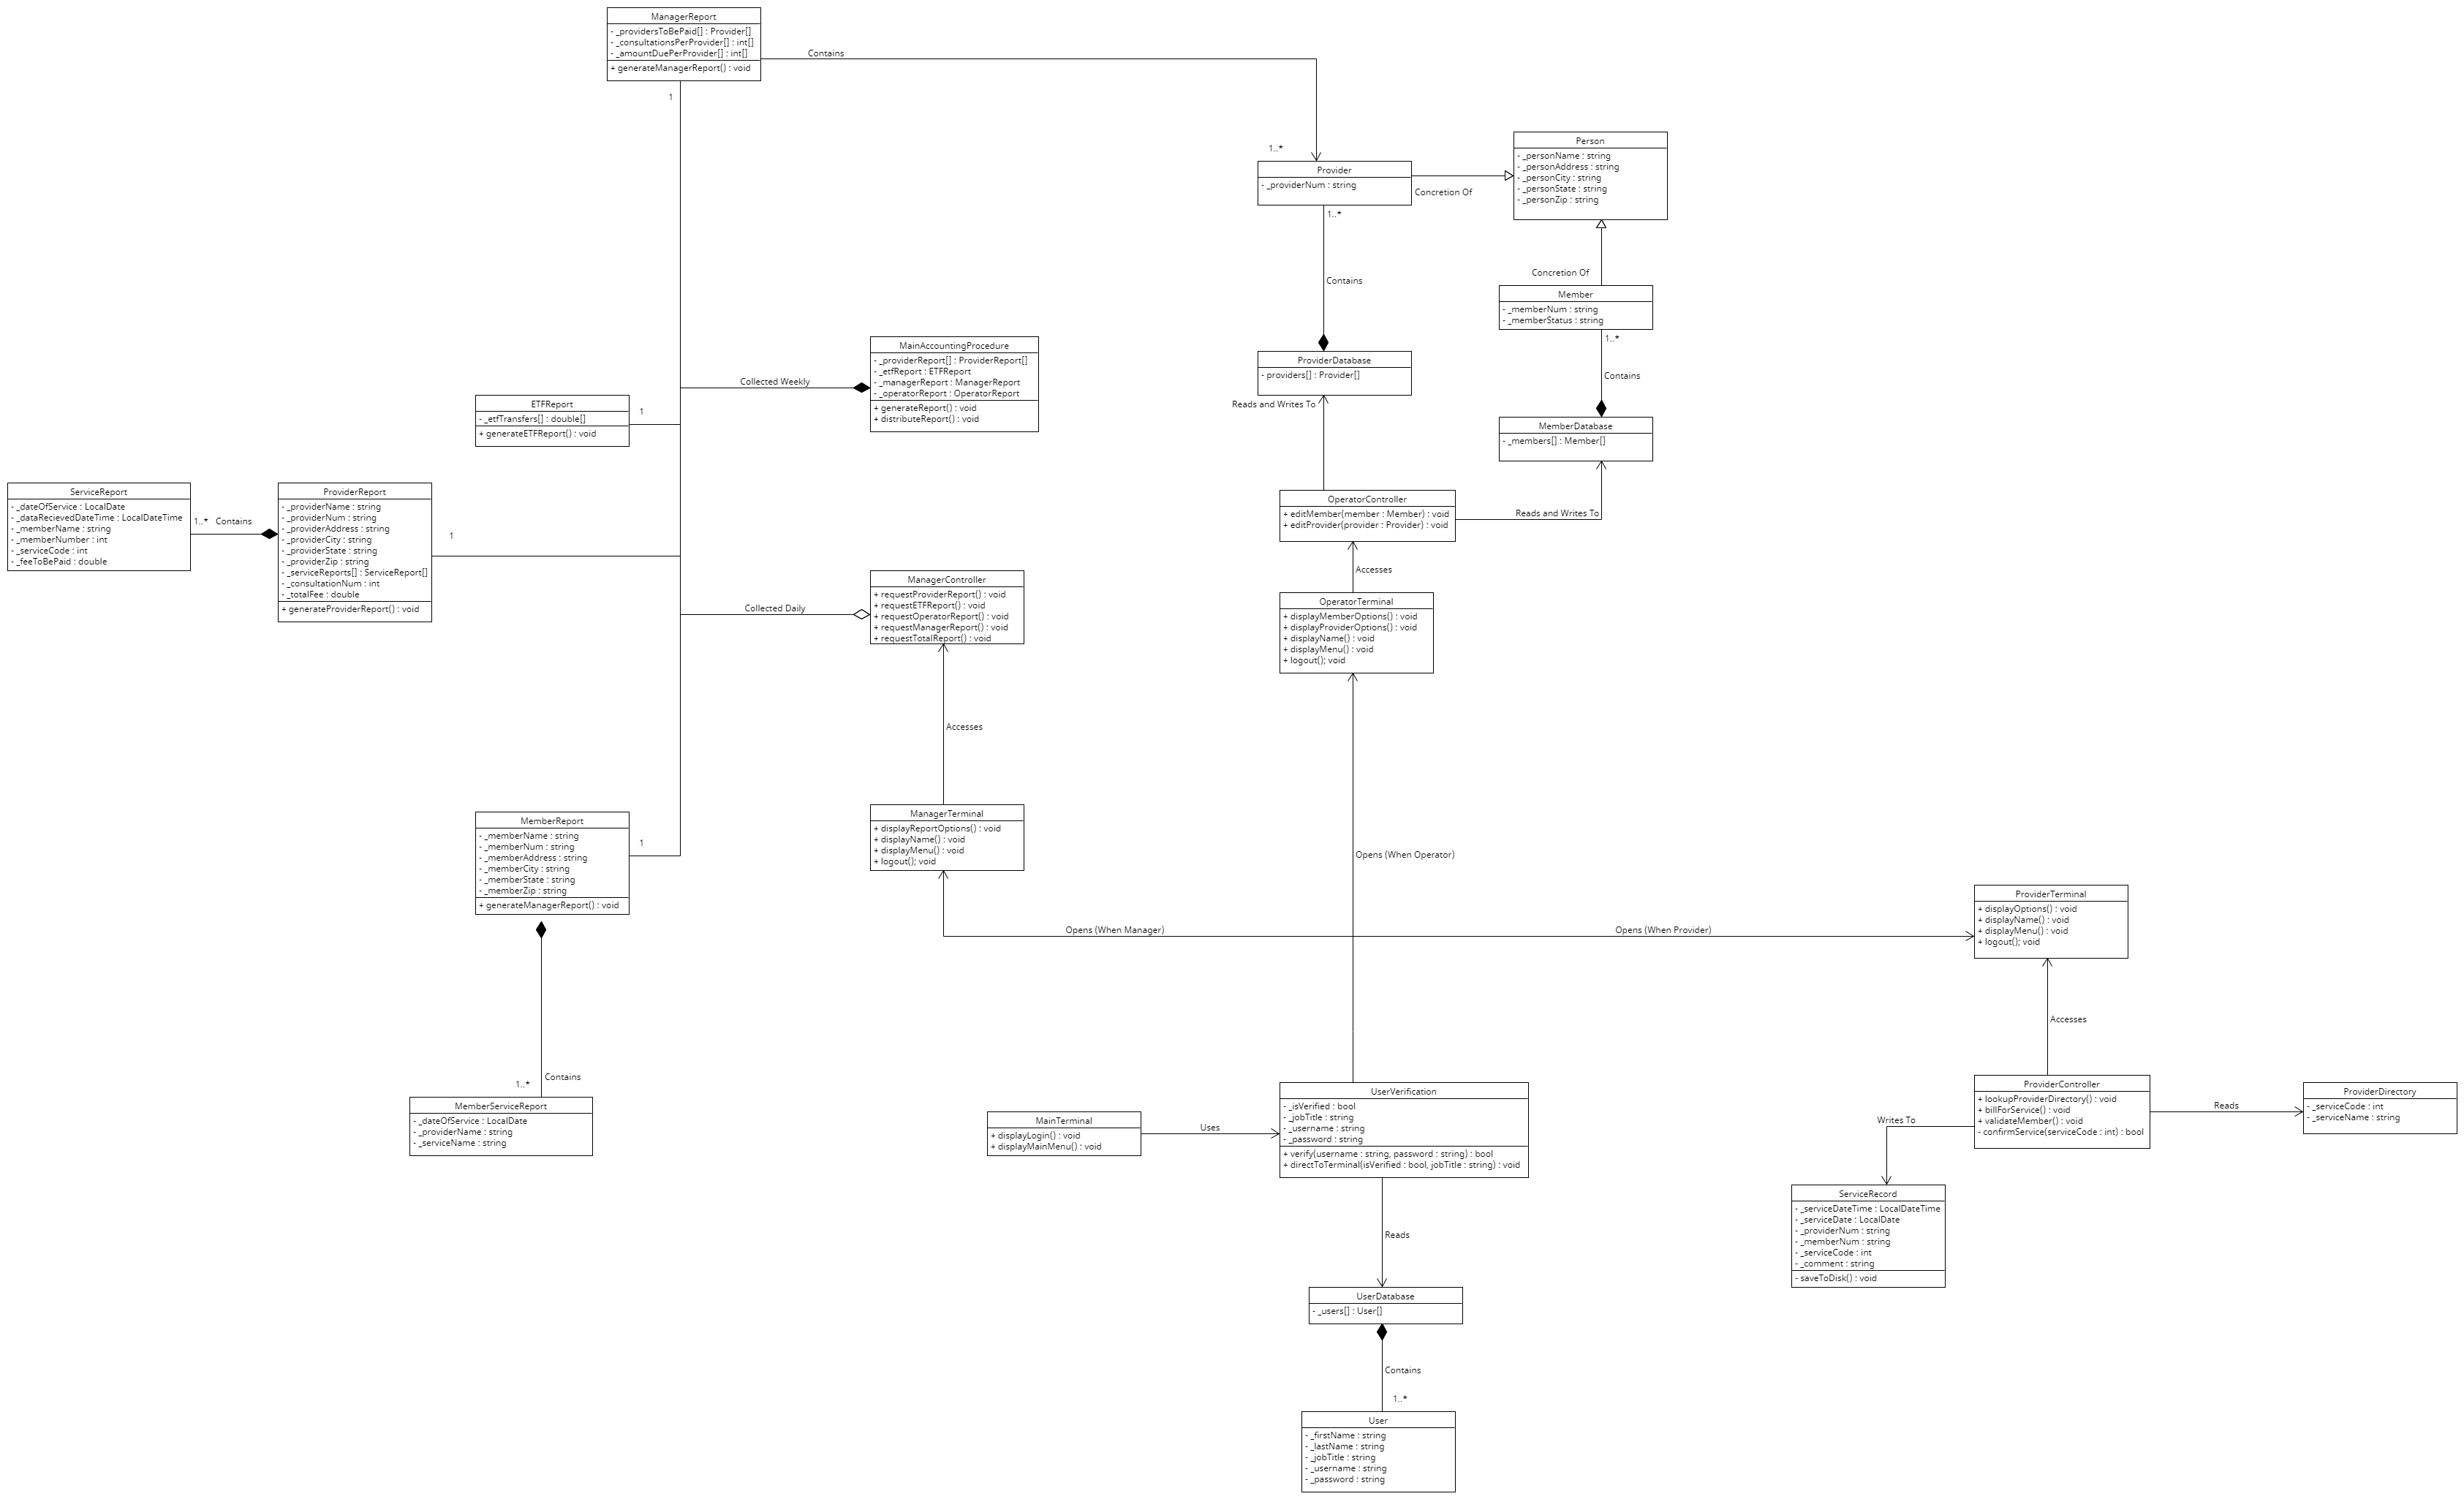 ManagerReport
- _providersToBePaid[] : Provider[]
- _consultationsPerProvider[] : int[]
- _amountDuePerProvider[] : int[]
+ generateManagerReport() : void
Contains
1
1..*
Provider
- _providerNum : string
Concretion Of
Person
- _personName : string
- _personAddress : string
- _personCity : string
- _personState : string
- _personZip : string
1..*
Contains
Concretion Of
Member
- _memberNum : string
- _memberStatus : string
1..*
Contains
MainAccountingProcedure
- _providerReport[] : ProviderReport[]
- _etfReport : ETFReport
- _managerReport : ManagerReport
- _operatorReport : OperatorReport
+ generateReport() : void
+ distributeReport() : void
Collected Weekly
ProviderDatabase
- providers[] : Provider[]
Reads and Writes To
MemberDatabase
- _members[] : Member[]
ETFReport
- _etfTransfers[] : double[]
+ generateETFReport() : void
1
ServiceReport
- _dateOfService : LocalDate
- _dataRecievedDateTime : LocalDateTime
- _memberName : string
- _memberNumber : int
- _serviceCode : int
- _feeToBePaid : double
1..* Contains
ProviderReport
- _providerName : string
- _providerNum : string
- _providerAddress : string
- _providerCity : string
- _providerState : string
- _providerZip : string
- _serviceReports[] : ServiceReport[]
- _consultationNum : int
- _totalFee : double
+ generateProviderReport() : void
1
OperatorController
+ editMember(member : Member) : void
+ editProvider(provider : Provider) : void
Reads and Writes To
Accesses
ManagerController
+ requestProviderReport() : void
+ requestETFReport() : void
+ requestOperatorReport() : void
+ requestManagerReport() : void
+ requestTotalReport() : void
Collected Daily
OperatorTerminal
+ displayMemberOptions() : void
+ displayProviderOptions() : void
+ displayName() : void
+ displayMenu() : void
+ logout(); void
Accesses
ManagerTerminal
+ displayReportOptions() : void
+ displayName() : void
+ displayMenu() : void
+ logout(); void
MemberReport
- _memberName : string
- _memberNum : string
- _memberAddress : string
- _memberCity : string
- _memberState : string
- _memberZip : string
+ generateManagerReport() : void
1
Opens (When Operator)
Opens (When Manager)
Opens (When Provider)
ProviderTerminal
+ displayOptions() : void
+ displayName() : void
+ displayMenu() : void
+ logout(); void
Accesses
Contains
1..*
MemberServiceReport
- _dateOfService : LocalDate
- _providerName : string
- _serviceName : string
MainTerminal
+ displayLogin() : void
+ displayMainMenu() : void
Uses
UserVerification
- _isVerified : bool
- _jobTitle : string
- _username : string
- _password : string
+ verify(username : string, password : string) : bool
+ directToTerminal(isVerified : bool, jobTitle : string) : void
ProviderController
+ lookupProviderDirectory() : void
+ billForService() : void
+ validateMember() : void
- confirmService(serviceCode : int) : bool
Reads
ProviderDirectory
- _serviceCode : int
- _serviceName : string
Writes To
ServiceRecord
- _serviceDateTime : LocalDateTime
- _serviceDate : LocalDate
- _providerNum : string
- _memberNum : string
- _serviceCode : int
- _comment : string
- saveToDisk() : void
Reads
UserDatabase
- _users[] : User[]
Contains
1..*
User
- _firstName : string
- _lastName : string
- _jobTitle : string
- _username : string
- _password : string